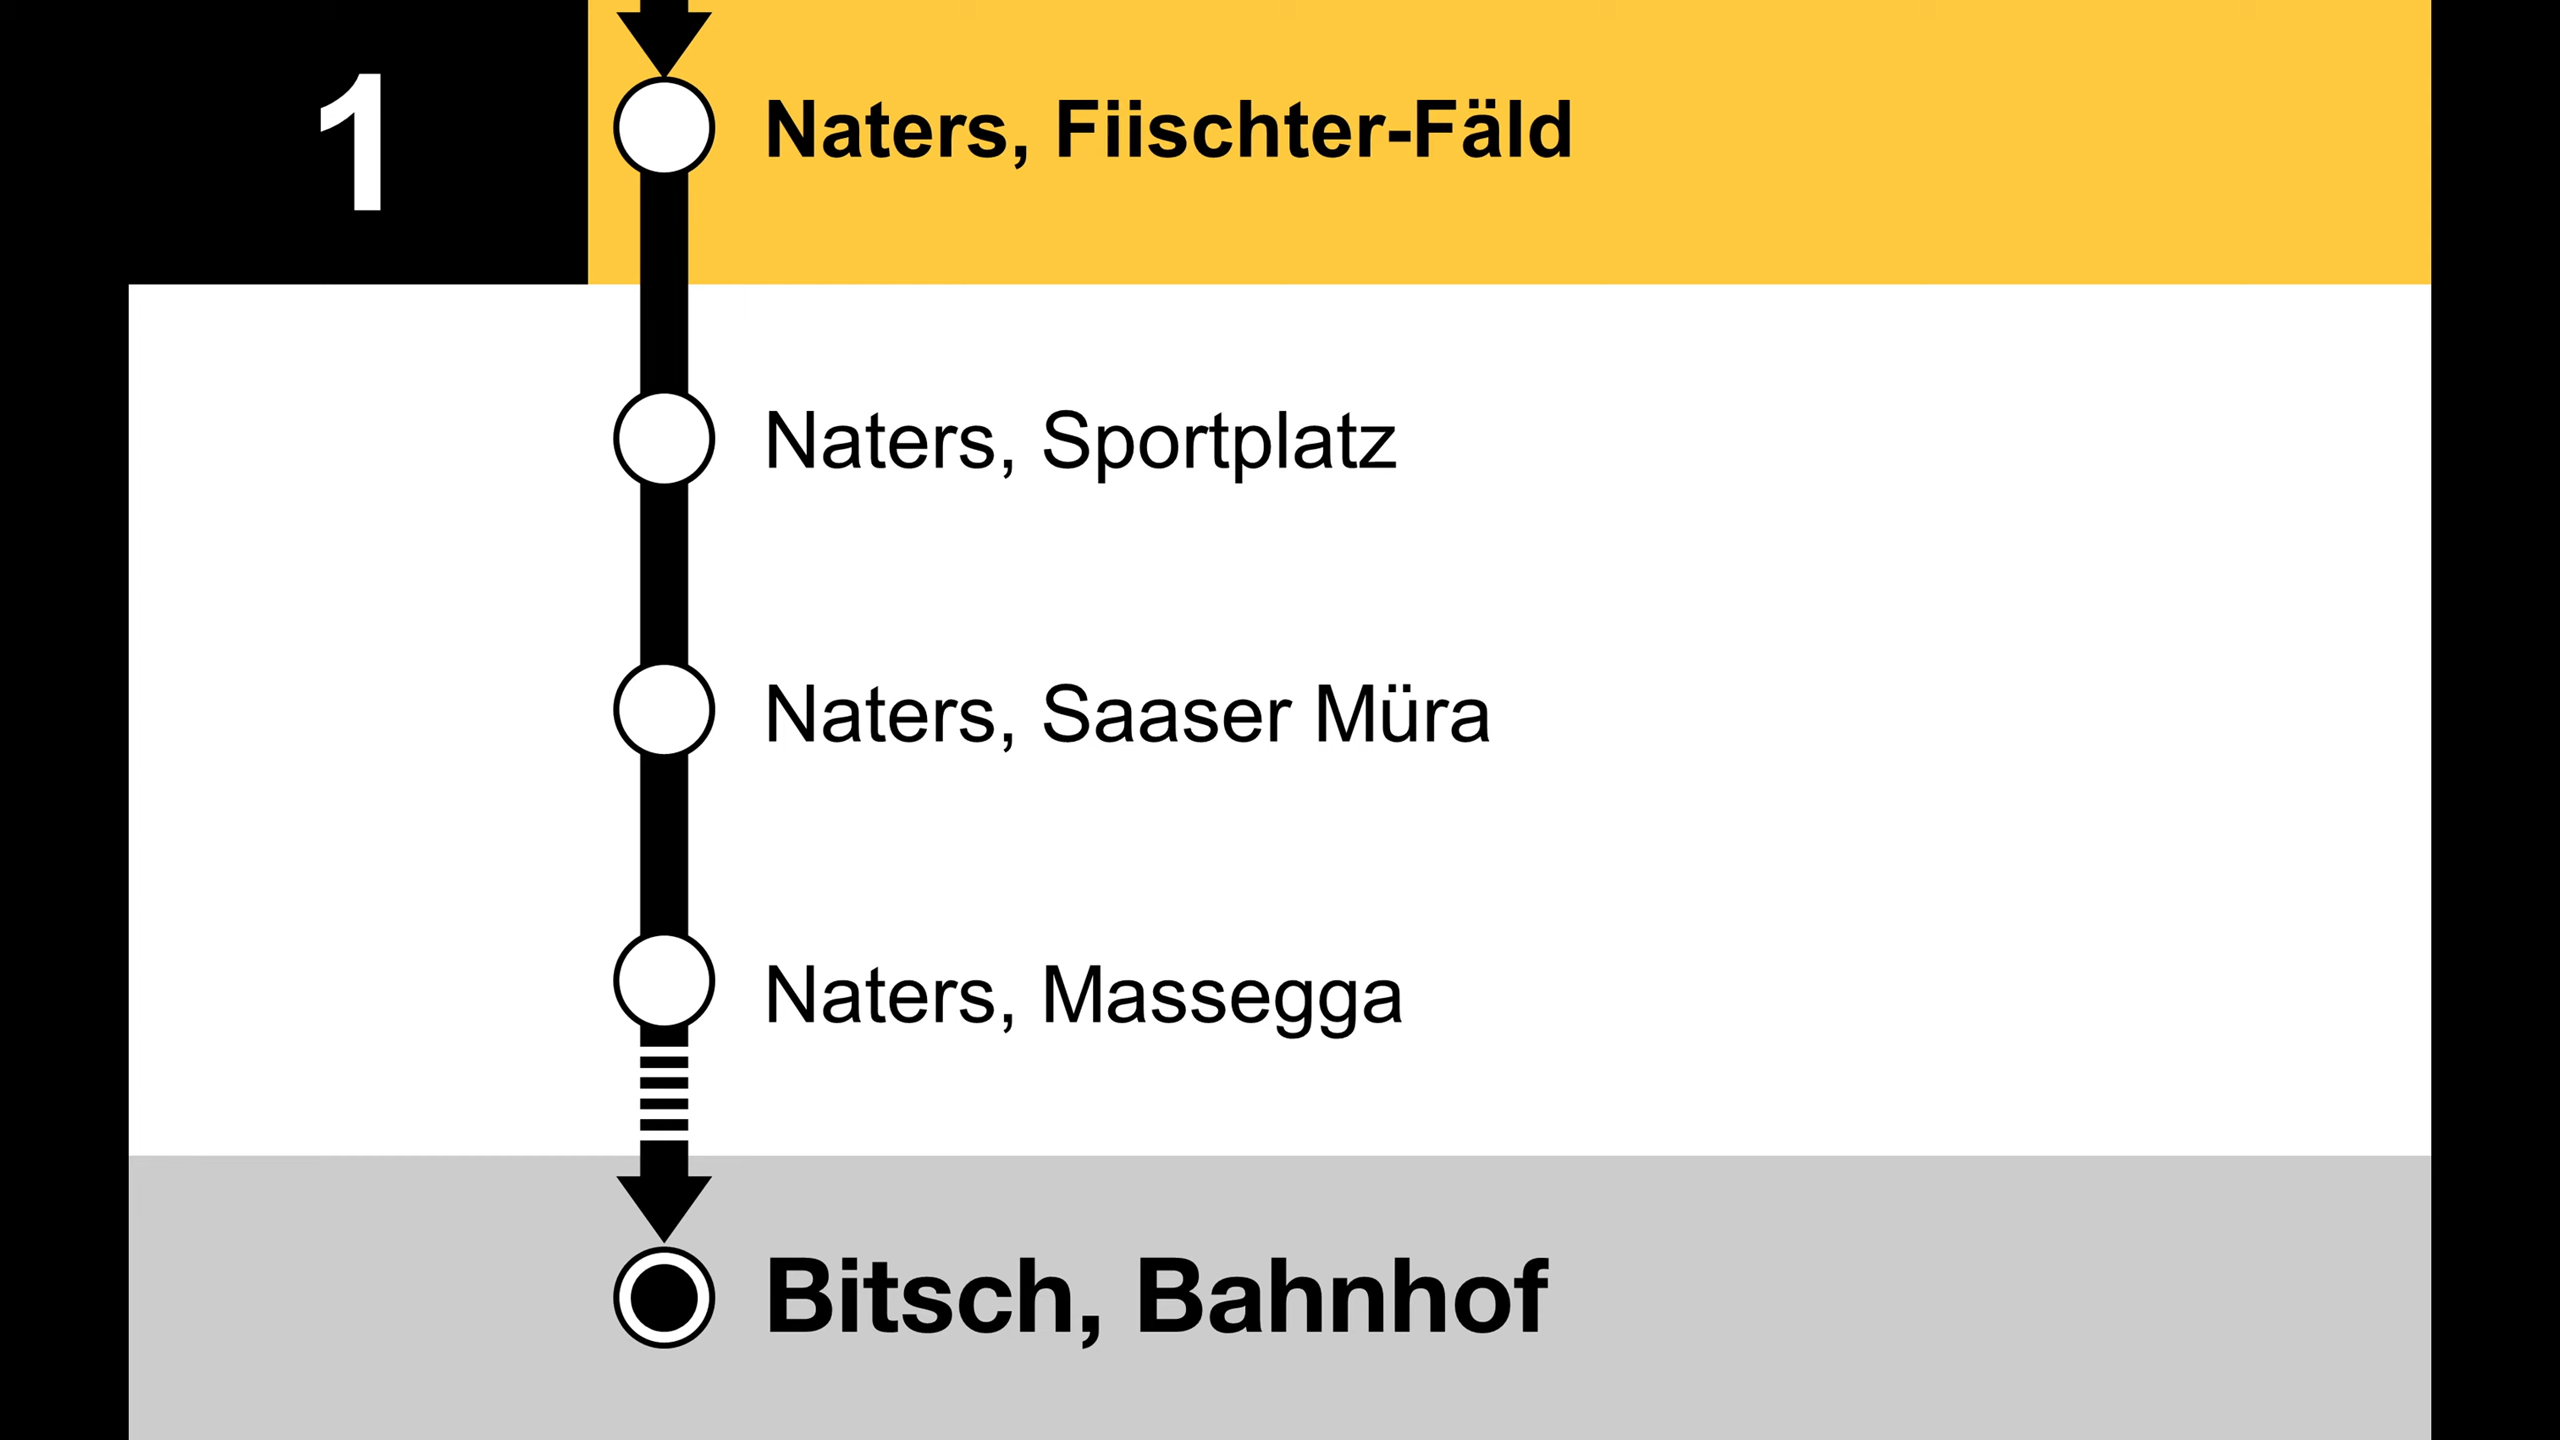 1
Naters, Fiischter-Fäld
Naters, Sportplatz
Naters, Saaser Müra
Naters, Massegga
Bitsch, Bahnhof